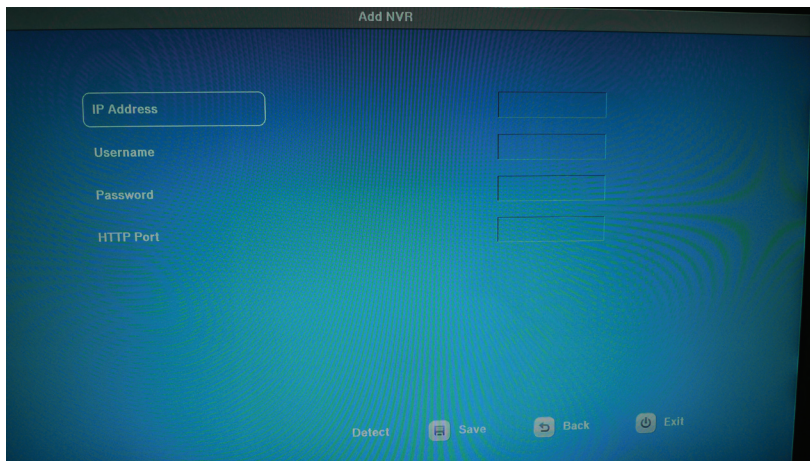 Add NVR
IP Address
Username
Password
HTTP Port
Detect Save Back Exit